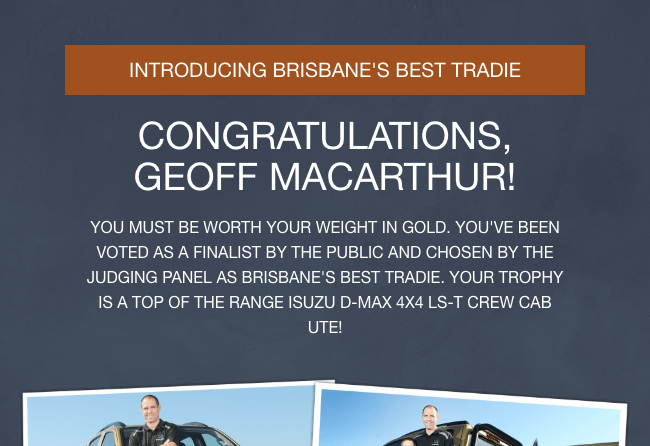 INTRODUCING BRISBANE'S BEST TRADIE
CONGRATULATIONS,
GEOFF MACARTHUR!
YOU MUST BE WORTH YOUR WEIGHT IN GOLD. YOU'VE BEEN
VOTED AS A FINALIST BY THE PUBLIC AND CHOSEN BY THE
JUDGING PANEL AS BRISBANE'S BEST TRADIE. YOUR TROPHY
IS A TOP OF THE RANGE ISUZU D-MAX 4X4 LS-T CREW CAB
UTE!